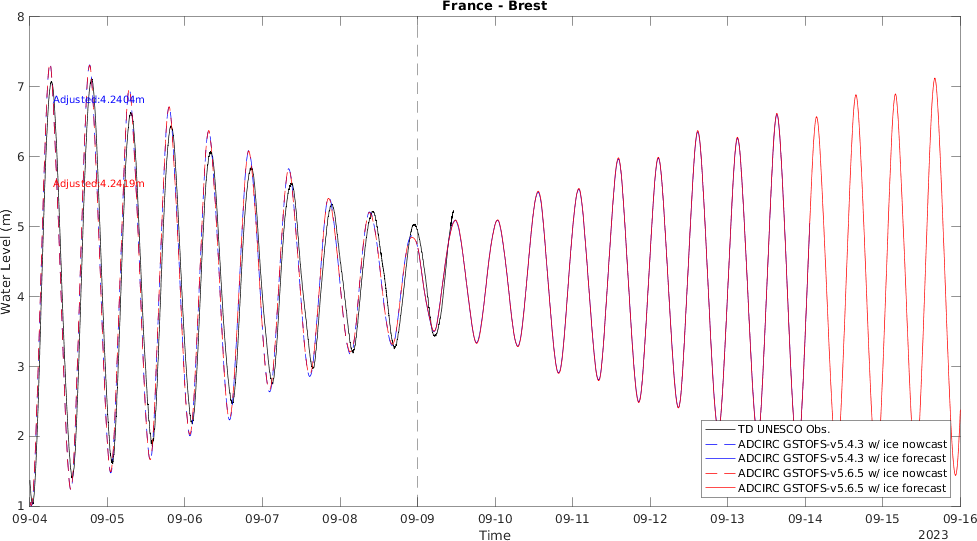 France - Brest
8
7
6
5
4
3
2
1
Water Level (m)
Adjusted:4.2404m
Adjusted:4.2419m
TD UNESCO Obs.
ADCIRC GSTOFS-v5.4.3 w/ ice nowcast
ADCIRC GSTOFS-v5.4.3 w/ ice forecast
ADCIRC GSTOFS-v5.6.5 w/ ice nowcast
ADCIRC GSTOFS-v5.6.5 w/ ice forecast
09-04 09-05 09-06 09-07 09-08 09-09 09-10 09-11 09-12 09-13 09-14 09-15 09-16
Time
2023